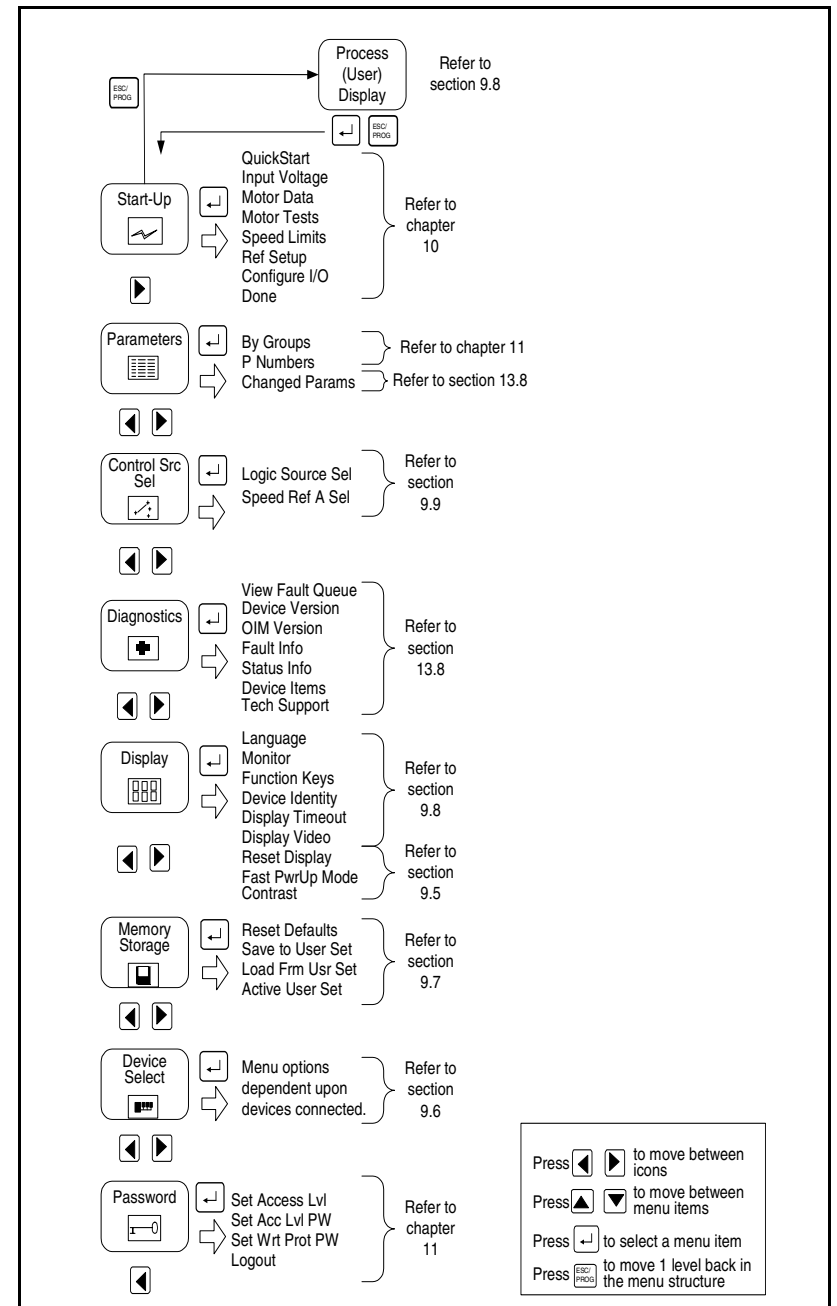 Process
(User)
Display
Refer to
section 9.8
ESC/
PROG
ESC/
PROG
Start-Up
QuickStart
Input Voltage
Motor Data
Motor Tests
Speed Limits
Ref Setup
Configure I/O
Done
Refer to
chapter
10
Parameters
By Groups
P Numbers
Changed Params
Refer to chapter 11
Refer to section 13.8
Control Src
Sel
Logic Source Sel
Speed Ref A Sel
Refer to
section
9.9
Diagnostics
View Fault Queue
Device Version
OIM Version
Fault Info
Status Info
Device Items
Tech Support
Refer to
section
13.8
Display
Language
Monitor
Function Keys
Device Identity
Display Timeout
Display Video
Reset Display
Fast PwrUp Mode
Contrast
Refer to
section
9.8
Refer to
section
9.5
Memory
Storage
Reset Defaults
Save to User Set
Load Frm Usr Set
Active User Set
Refer to
section
9.7
Device
Select
Menu options
dependent upon
devices connected.
Refer to
section
9.6
Password
Set Access Lvl
Set Acc Lvl PW
Set Wrt Prot PW
Logout
Refer to
chapter
11
Press to move between
icons
Press to move between
menu items
Press to select a menu item
Press ESC/PROG to move 1 level back in
the menu structure